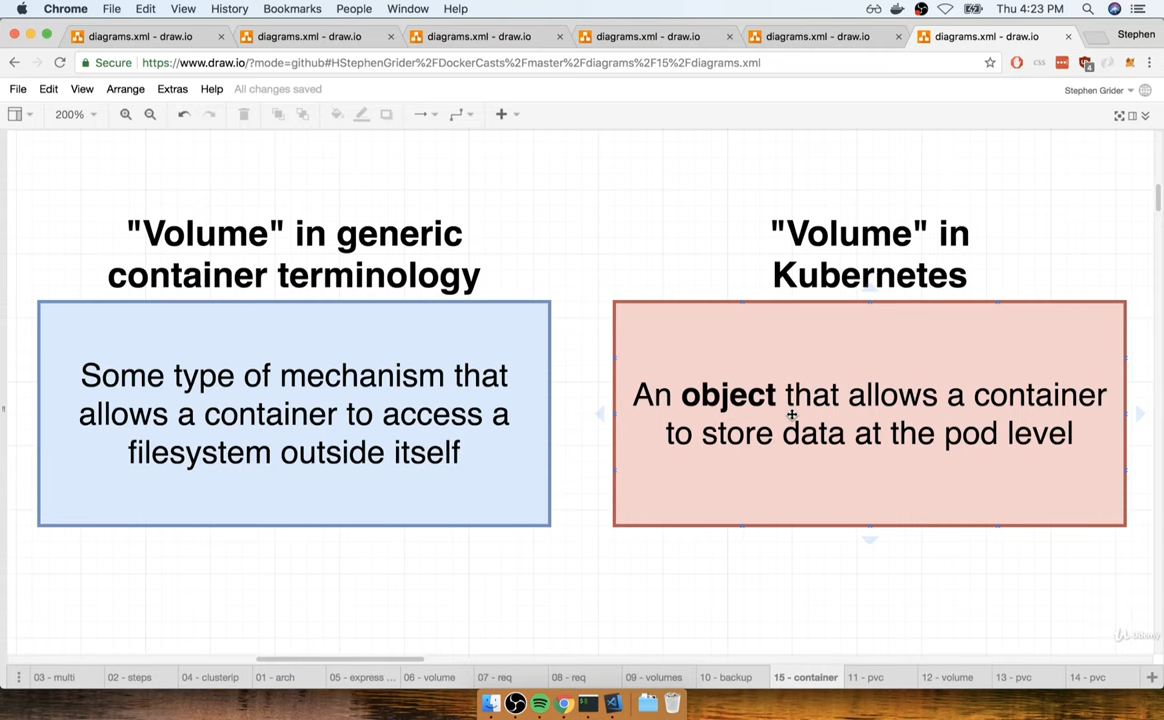 Chrome File Edit View History Bookmarks People Window Help Thu 4:23 PM
diagrams.xml - draw.io diagrams.xml - draw.io diagrams.xml - draw.io diagrams.xml - draw.io diagrams.xml - draw.io diagrams.xml - draw.io Stephen
Secure https://www.draw.io/?mode=github#HStephenGrider%2FDockerCasts%2Fmaster%2Fdiagrams%2F15%2Fdiagrams.xml
File Edit View Arrange Extras Help All changes saved Stephen Grider
200%
"Volume" in generic
container terminology
Some type of mechanism that
allows a container to access a
filesystem outside itself
"Volume" in
Kubernetes
An object that allows a container
to store data at the pod level
Udemy
03 - multi 02 - steps 04 - clusterip 01 - arch 05 - express ... 06 - volume 07 - req 08 - req 09 - volumes 10 - backup 15 - container 11 - pvc 12 - volume 13 - pvc 14 - pvc